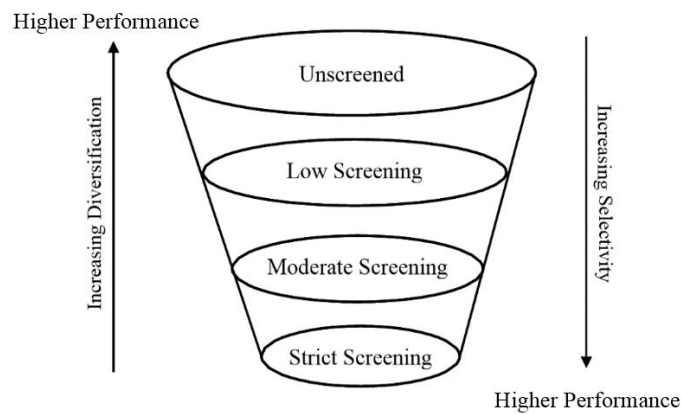 Higher Performance
Unscreened
Increasing Diversification
Increasing Selectivity
Low Screening
Moderate Screening
Strict Screening
Higher Performance